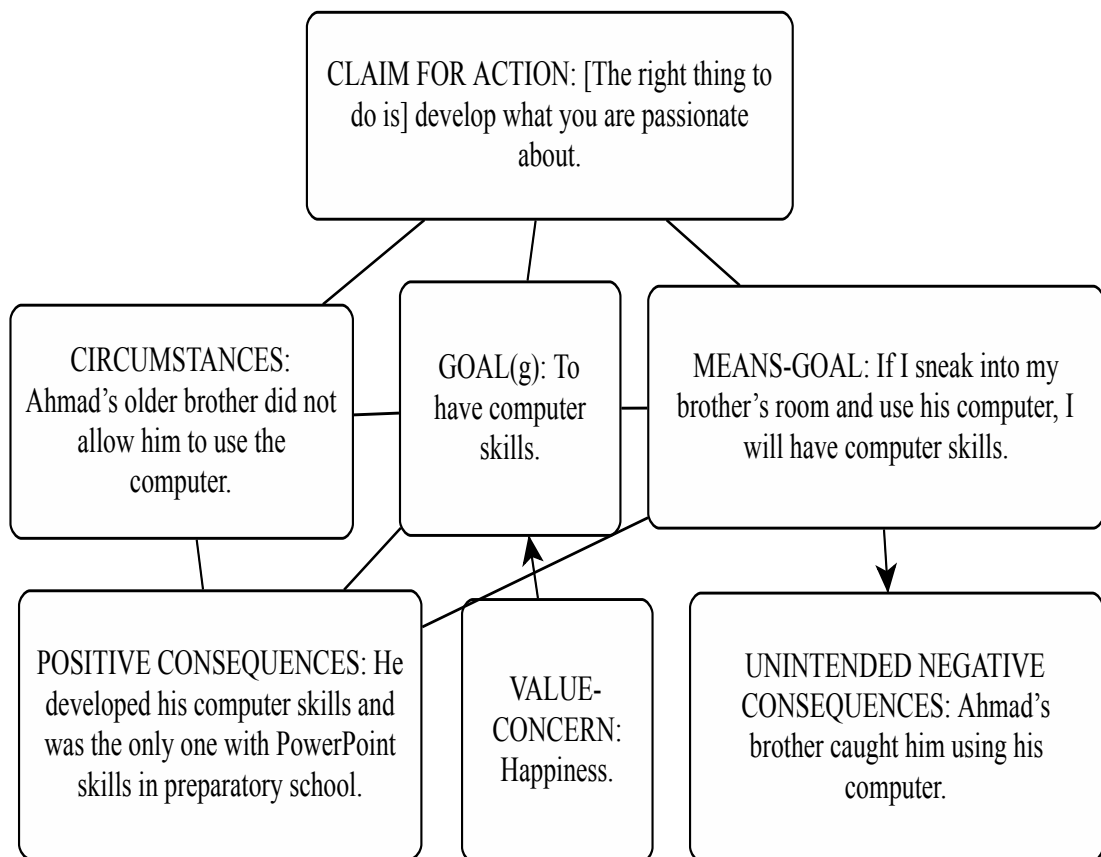 CLAIM FOR ACTION: [The right thing to
do is] develop what you are passionate
about.
CIRCUMSTANCES:
Ahmad’s older brother did not
allow him to use the
computer.
GOAL(g): To
have computer
skills.
MEANS-GOAL: If I sneak into my
brother’s room and use his computer, I
will have computer skills.
POSITIVE CONSEQUENCES: He
developed his computer skills and
was the only one with PowerPoint
skills in preparatory school.
VALUE-
CONCERN:
Happiness.
UNINTENDED NEGATIVE
CONSEQUENCES: Ahmad’s
brother caught him using his
computer.